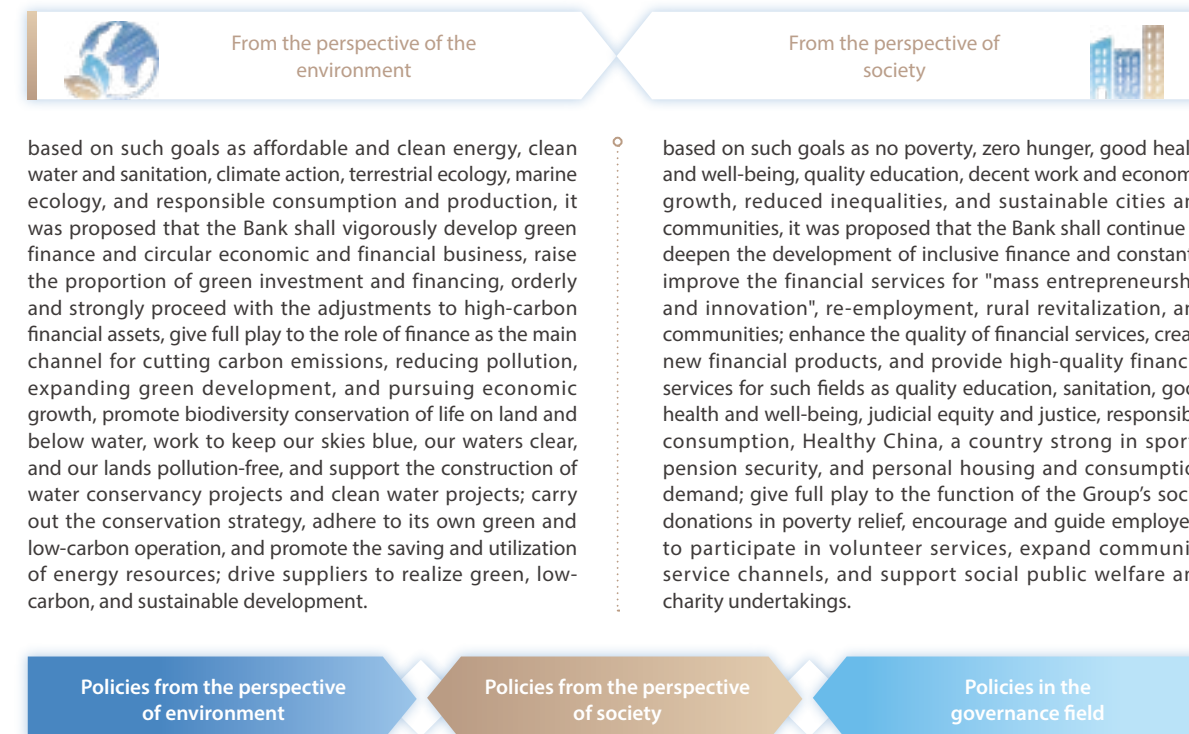 From the perspective of the
environment
From the perspective of
society
based on such goals as affordable and clean energy, clean
water and sanitation, climate action, terrestrial ecology, marine
ecology, and responsible consumption and production, it
was proposed that the Bank shall vigorously develop green
finance and circular economic and financial business, raise
the proportion of green investment and financing, orderly
and strongly proceed with the adjustments to high-carbon
financial assets, give full play to the role of finance as the main
channel for cutting carbon emissions, reducing pollution,
expanding green development, and pursuing economic
growth, promote biodiversity conservation of life on land and
below water, work to keep our skies blue, our waters clear,
and our lands pollution-free, and support the construction of
water conservancy projects and clean water projects; carry
out the conservation strategy, adhere to its own green and
low-carbon operation, and promote the saving and utilization
of energy resources; drive suppliers to realize green, low-
carbon, and sustainable development.
based on such goals as no poverty, zero hunger, good heal
and well-being, quality education, decent work and econom
growth, reduced inequalities, and sustainable cities an
communities, it was proposed that the Bank shall continue
deepen the development of inclusive finance and constant
improve the financial services for "mass entrepreneursh
and innovation", re-employment, rural revitalization, an
communities; enhance the quality of financial services, crea
new financial products, and provide high-quality financ
services for such fields as quality education, sanitation, goo
health and well-being, judicial equity and justice, responsib
consumption, Healthy China, a country strong in spor
pension security, and personal housing and consumptio
demand; give full play to the function of the Group's soc
donations in poverty relief, encourage and guide employe
to participate in volunteer services, expand communi
service channels, and support social public welfare an
charity undertakings.
Policies from the perspective
of environment
Policies from the perspective
of society
Policies in the
governance field